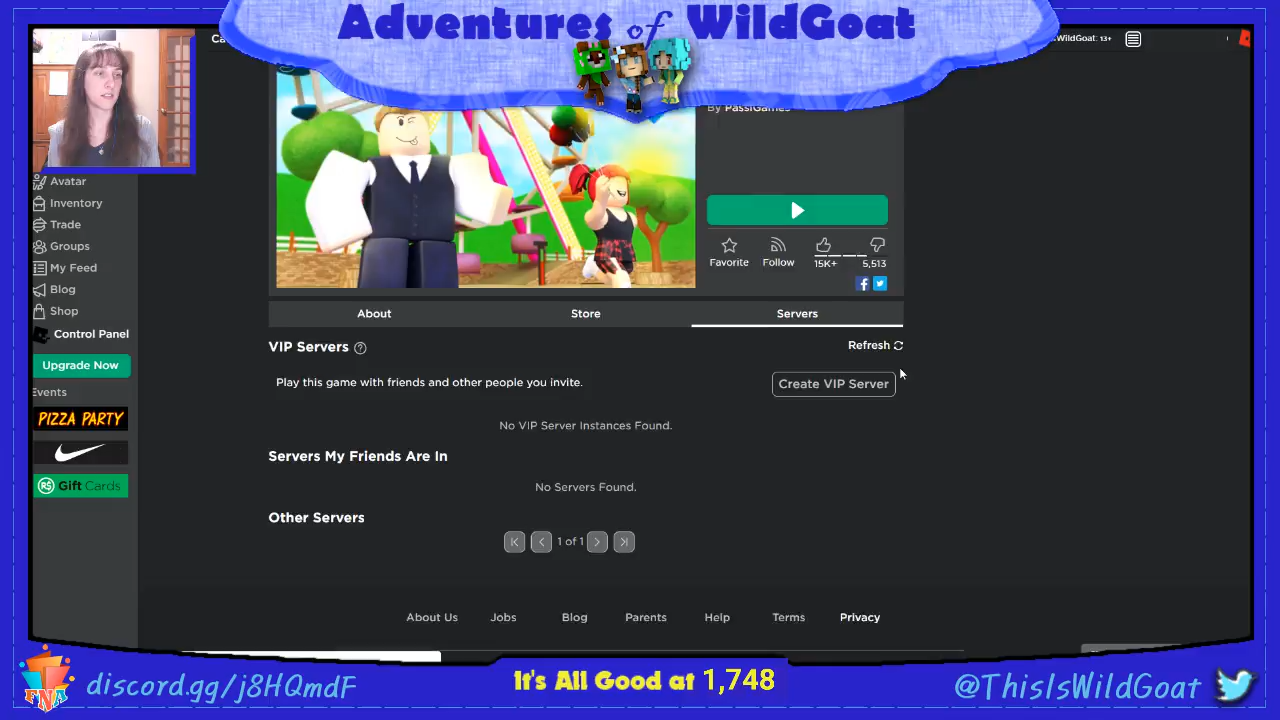 Adventures of WildGoat
WildGoat: 13+
By PassiGames
Avatar
Inventory
Trade
Groups
My Feed
Blog
Shop
Control Panel
Upgrade Now
Events
PIZZA PARTY
Gift Cards
Favorite
Follow
15K+
5,513
About
Store
Servers
VIP Servers
Refresh
Play this game with friends and other people you invite.
Create VIP Server
No VIP Server Instances Found.
Servers My Friends Are In
No Servers Found.
Other Servers
1 of 1
About Us
Jobs
Blog
Parents
Help
Terms
Privacy
FNA
discord.gg/j8HQmdF
It's All Good at 1,748
@ThisIsWildGoat